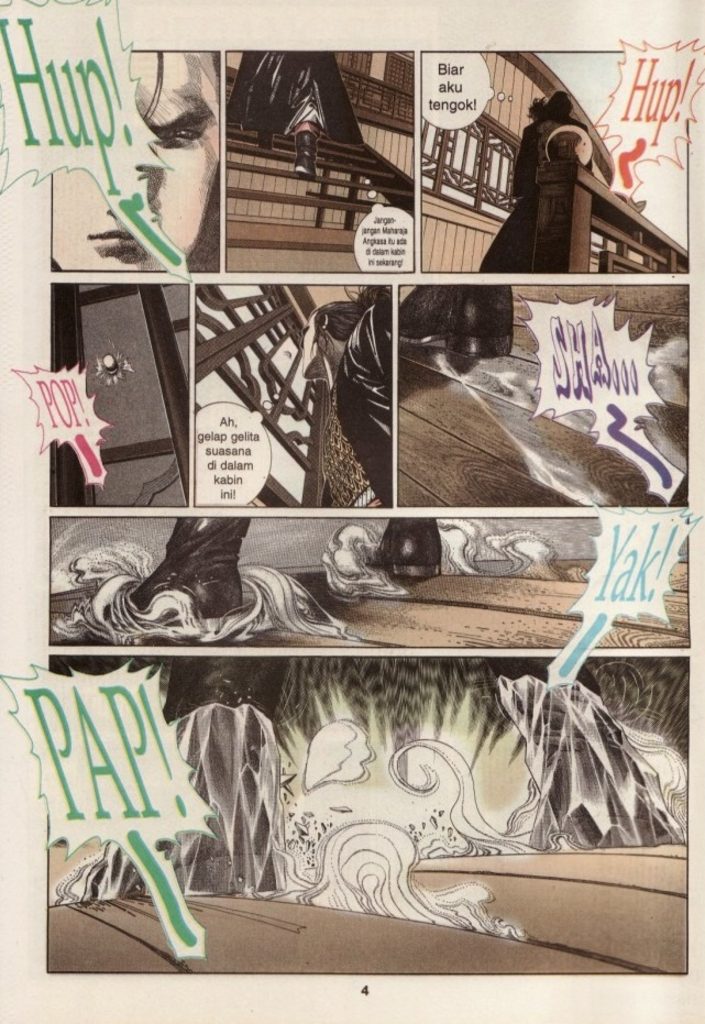 Hup!
Jangan-
jangan Maharaja
Angkasa itu ada
di dalam kabin
ini sekarang!
Biar
aku
tengok!
Hup!
POP!
Ah,
gelap gelita
suasana
di dalam
kabin
ini!
Yak!
PAP!
4